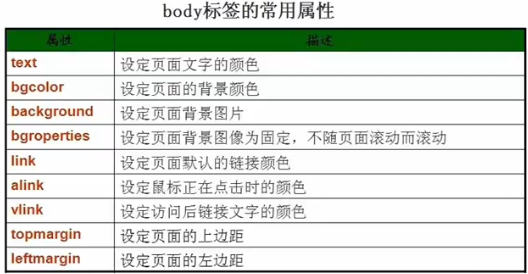 body标签的常用属性
属性 描述
text 设定页面文字的颜色
bgcolor 设定页面的背景颜色
background 设定页面背景图片
bgroperties 设定页面背景图像为固定，不随页面滚动而滚动
link 设定页面默认的链接颜色
alink 设定鼠标正在点击时的颜色
vlink 设定访问后链接文字的颜色
topmargin 设定页面的上边距
leftmargin 设定页面的左边距